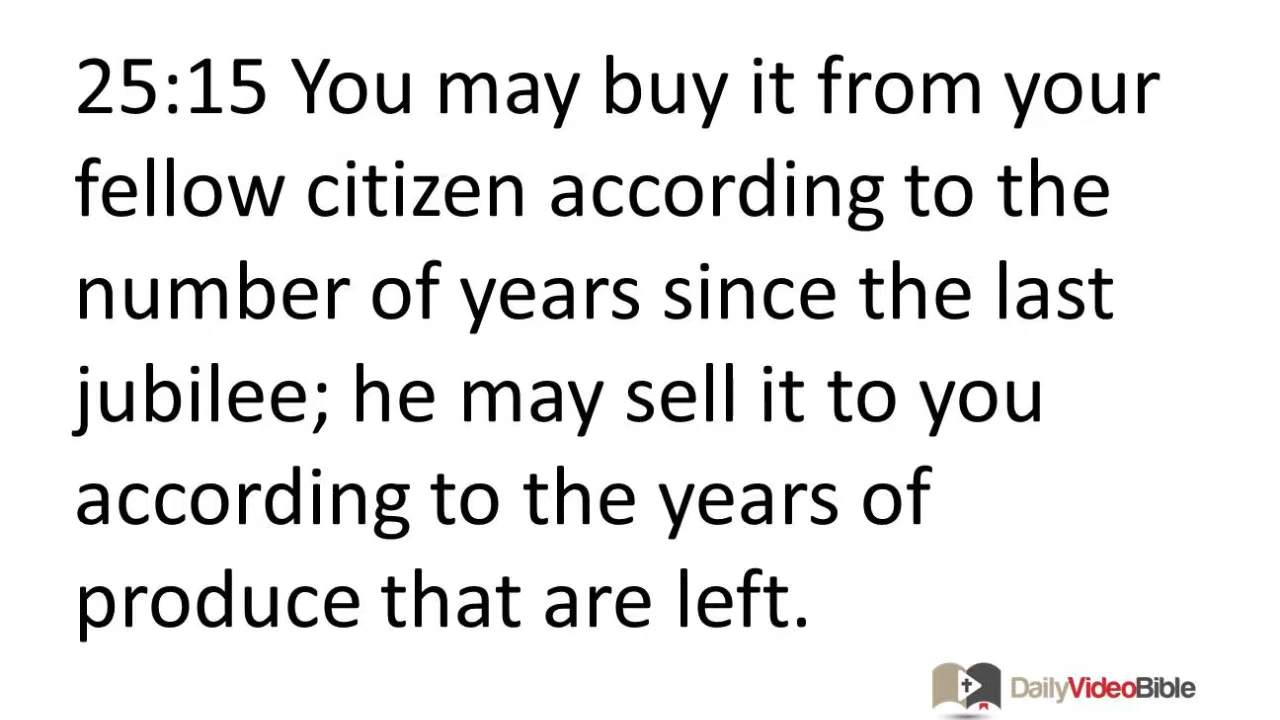 25:15 You may buy it from your
fellow citizen according to the
number of years since the last
jubilee; he may sell it to you
according to the years of
produce that are left.
DailyVideoBible